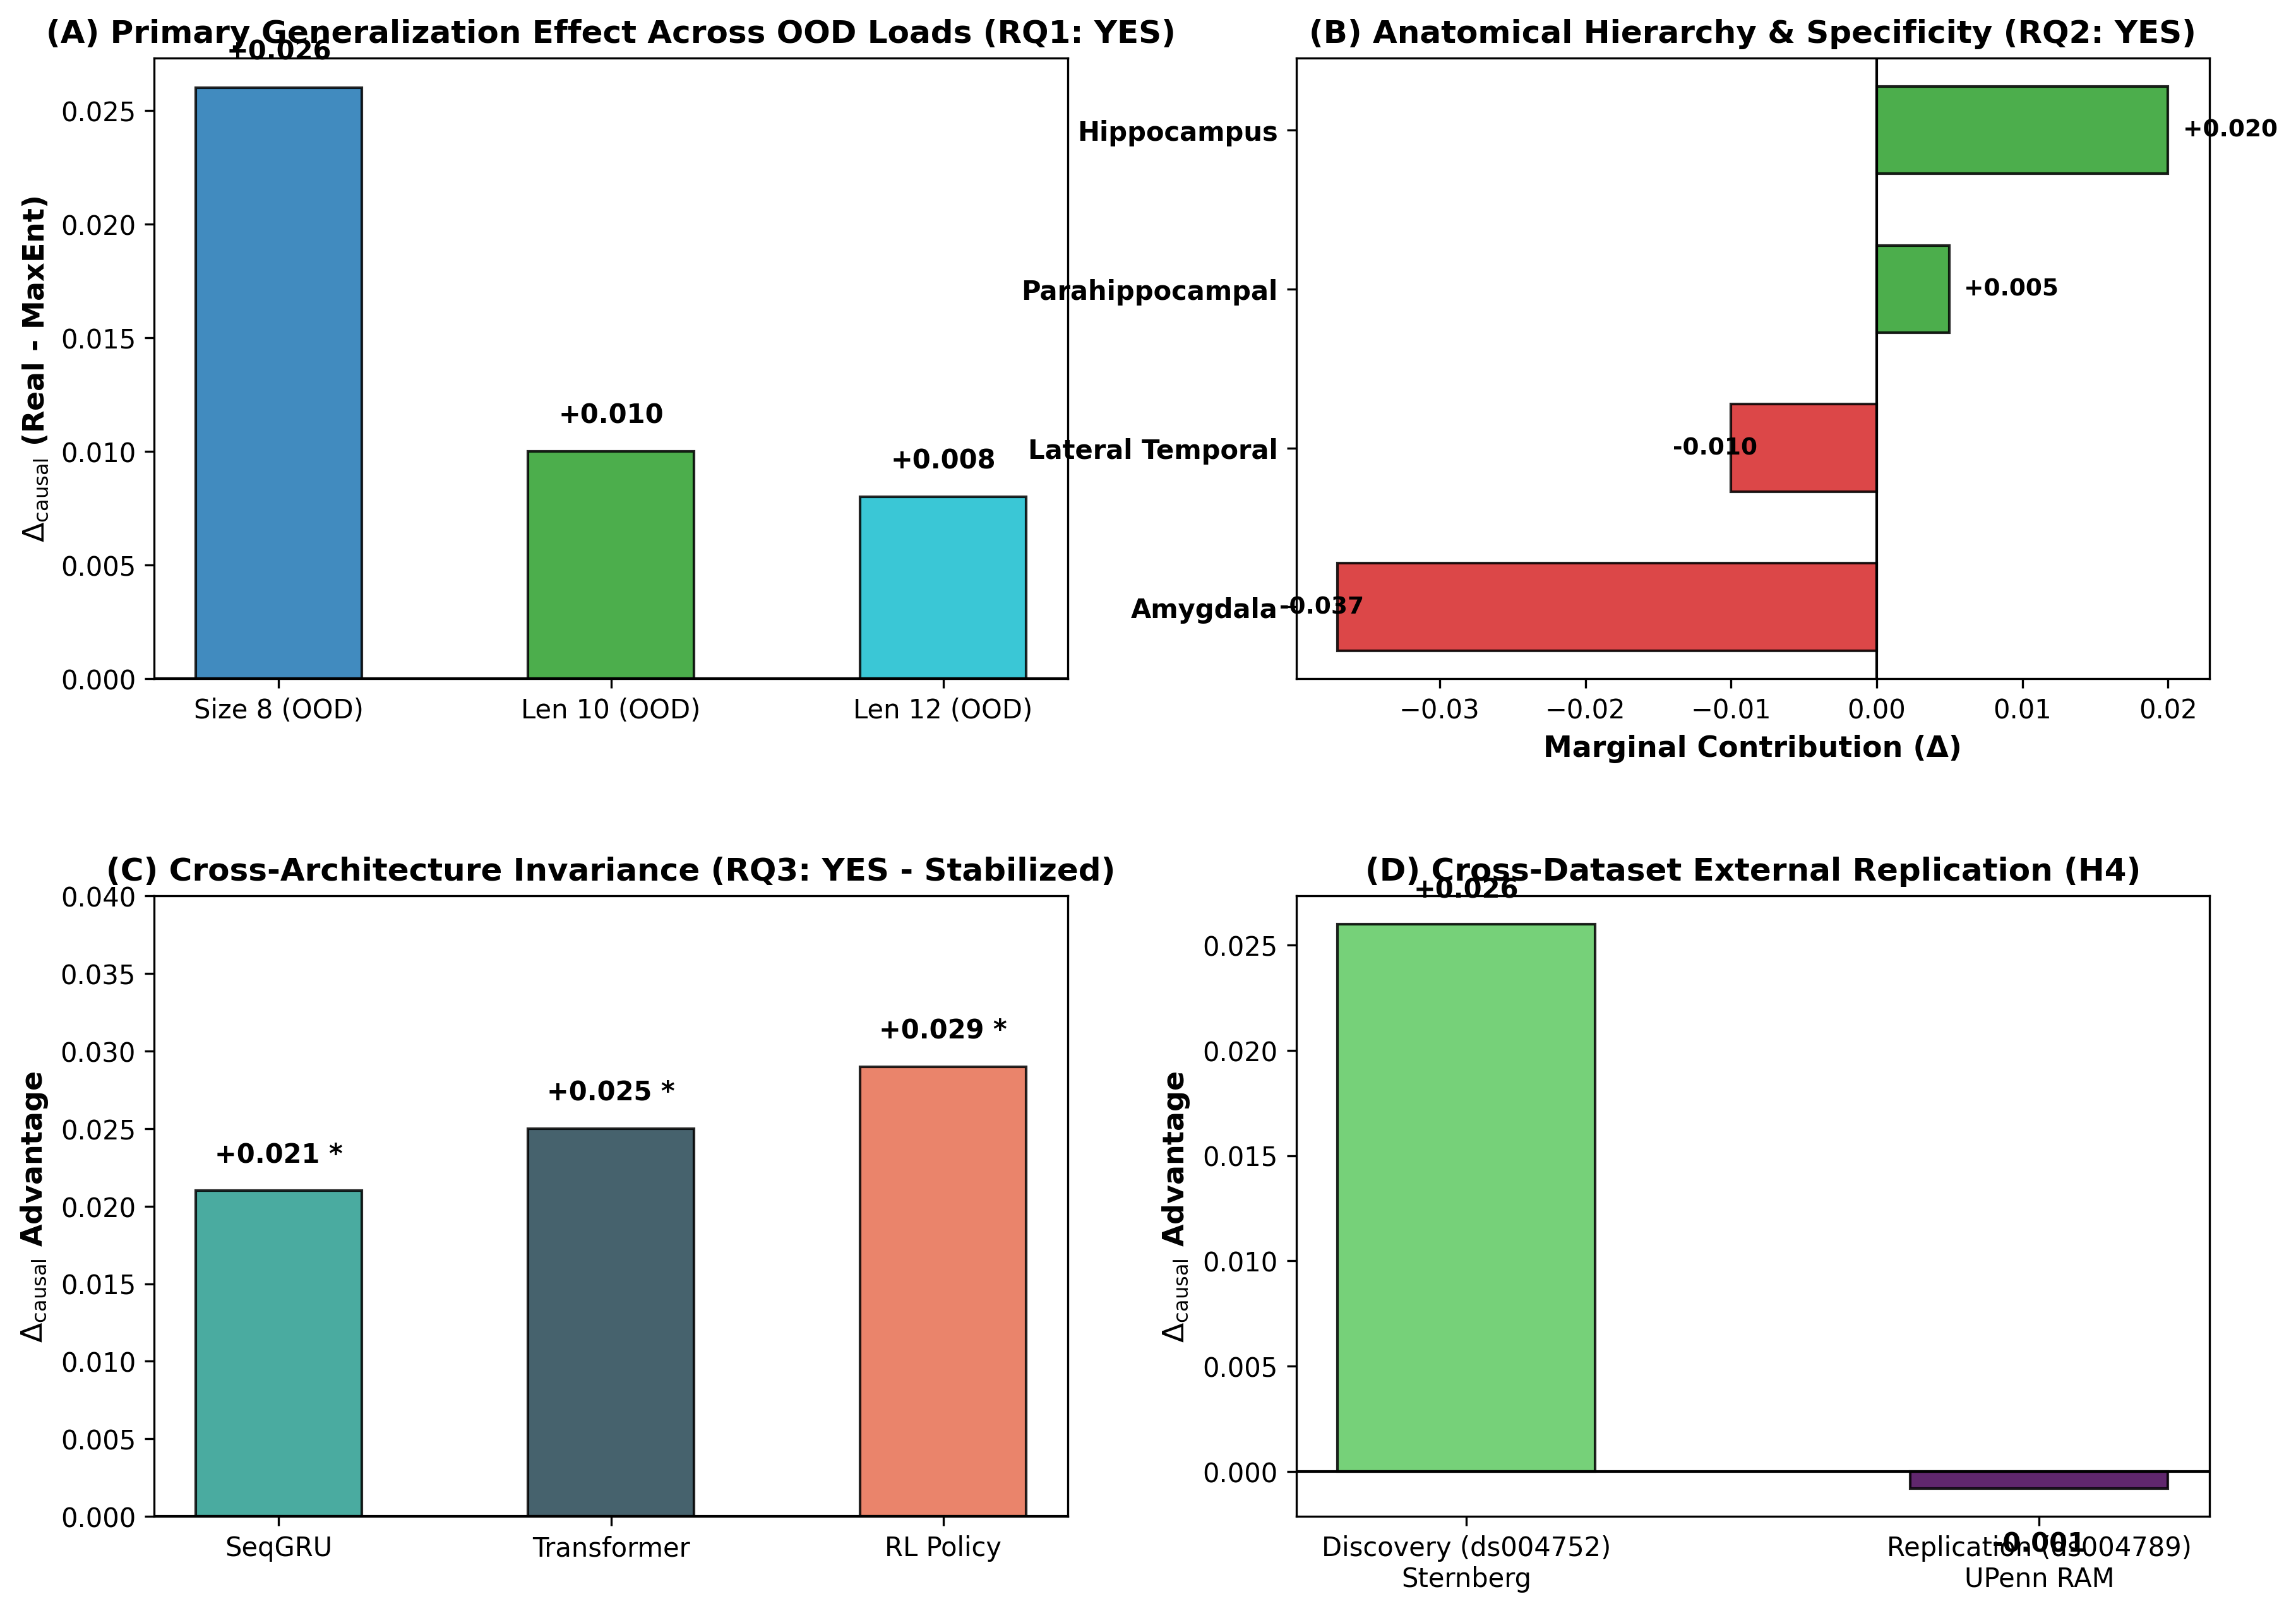 (A) Primary Generalization Effect Across OOD Loads (RQ1: YES)
+0.026
+0.010
+0.008
0.025
0.020
0.015
0.010
0.005
0.000
Δcausal (Real - MaxEnt)
Size 8 (OOD)
Len 10 (OOD)
Len 12 (OOD)
(B) Anatomical Hierarchy & Specificity (RQ2: YES)
Hippocampus
+0.020
Parahippocampal
+0.005
Lateral Temporal
-0.010
Amygdala
-0.037
−0.03
−0.02
−0.01
0.00
0.01
0.02
Marginal Contribution (Δ)
(C) Cross-Architecture Invariance (RQ3: YES - Stabilized)
0.040
0.035
0.030
0.025
0.020
0.015
0.010
0.005
0.000
Δcausal Advantage
+0.021 *
+0.025 *
+0.029 *
SeqGRU
Transformer
RL Policy
(D) Cross-Dataset External Replication (H4)
+0.026
0.025
0.020
0.015
0.010
0.005
0.000
Δcausal Advantage
-0.001
Discovery (ds004752)
Sternberg
Replication (ds004789)
UPenn RAM